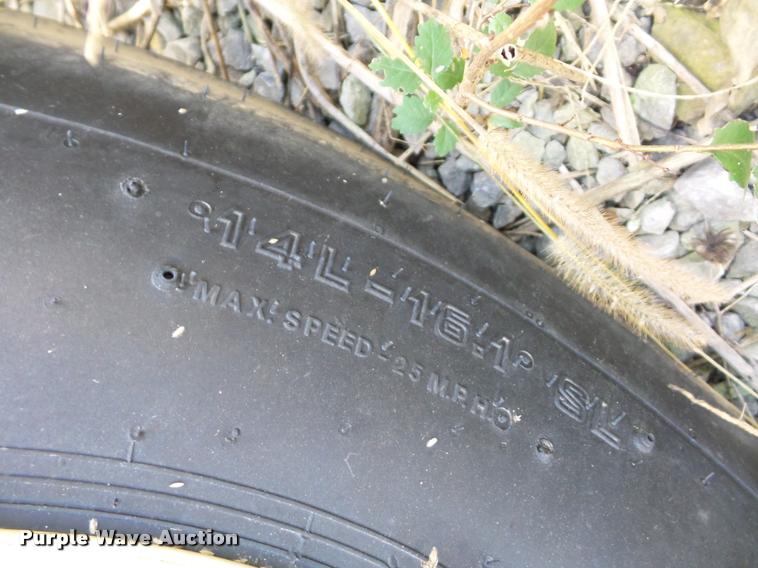 14L-16.1 SL
MAX. SPEED-25 M.P.H.
Purple Wave Auction